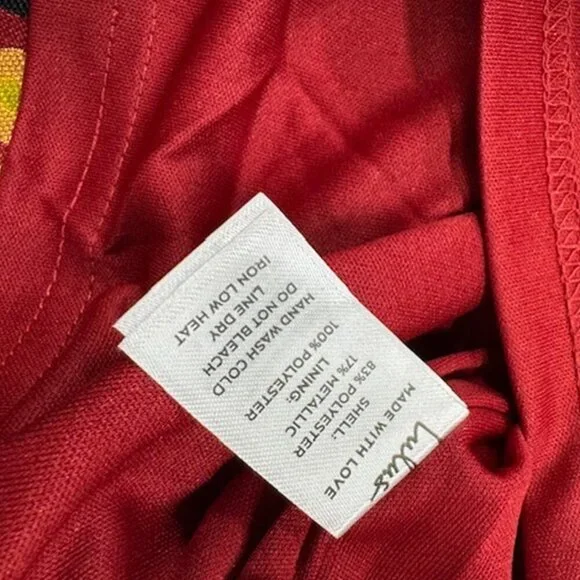 Lulus
MADE WITH LOVE
SHELL:
83% POLYESTER
17% METALLIC
LINING:
100% POLYESTER
HAND WASH COLD
DO NOT BLEACH
LINE DRY
IRON LOW HEAT